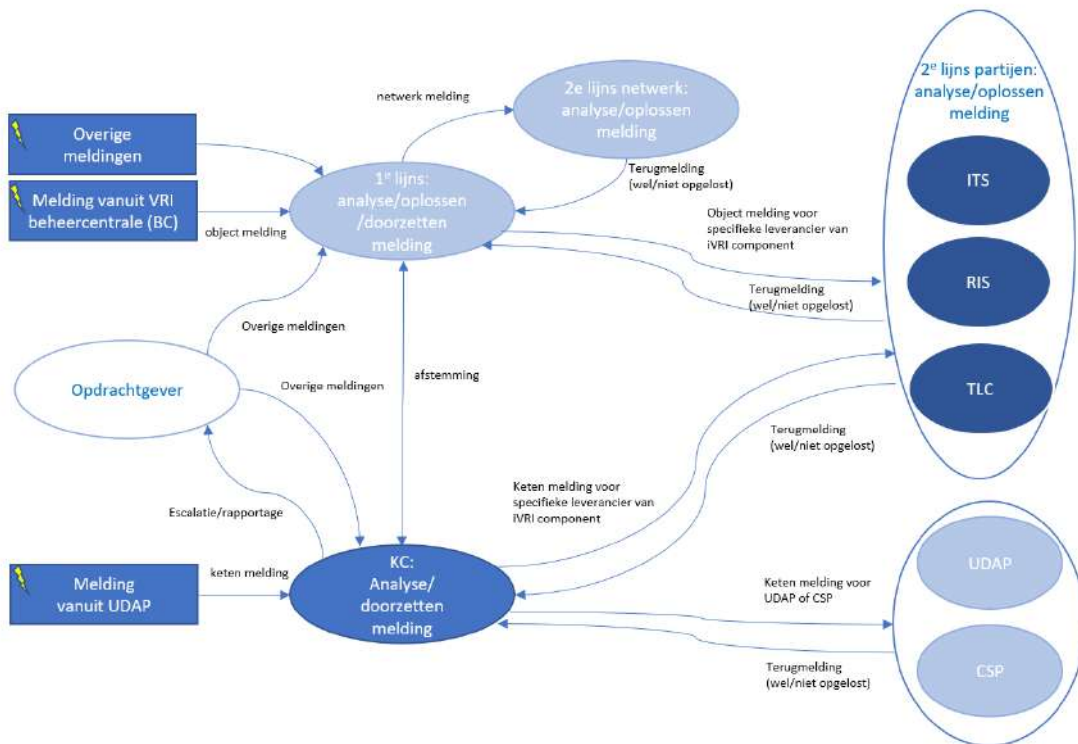 2e lijns partijen:
analyse/oplossen
melding
2e lijns netwerk:
analyse/oplossen
melding
netwerk melding
Overige
meldingen
Terugmelding
(wel/niet opgelost)
1e lijns:
analyse/oplossen
/doorzetten
melding
ITS
Melding vanuit VRI
beheercentrale (BC)
object melding
Object melding voor
specifieke leverancier van
iVRI component
RIS
Terugmelding
(wel/niet opgelost)
Overige meldingen
Opdrachtgever
Overige meldingen
afstemming
TLC
Terugmelding
(wel/niet opgelost)
Keten melding voor
specifieke leverancier van
iVRI component
Escalatie/rapportage
KC:
Analyse/
doorzetten
melding
UDAP
Melding
vanuit UDAP
keten melding
Keten melding voor
UDAP of CSP
CSP
Terugmelding
(wel/niet opgelost)